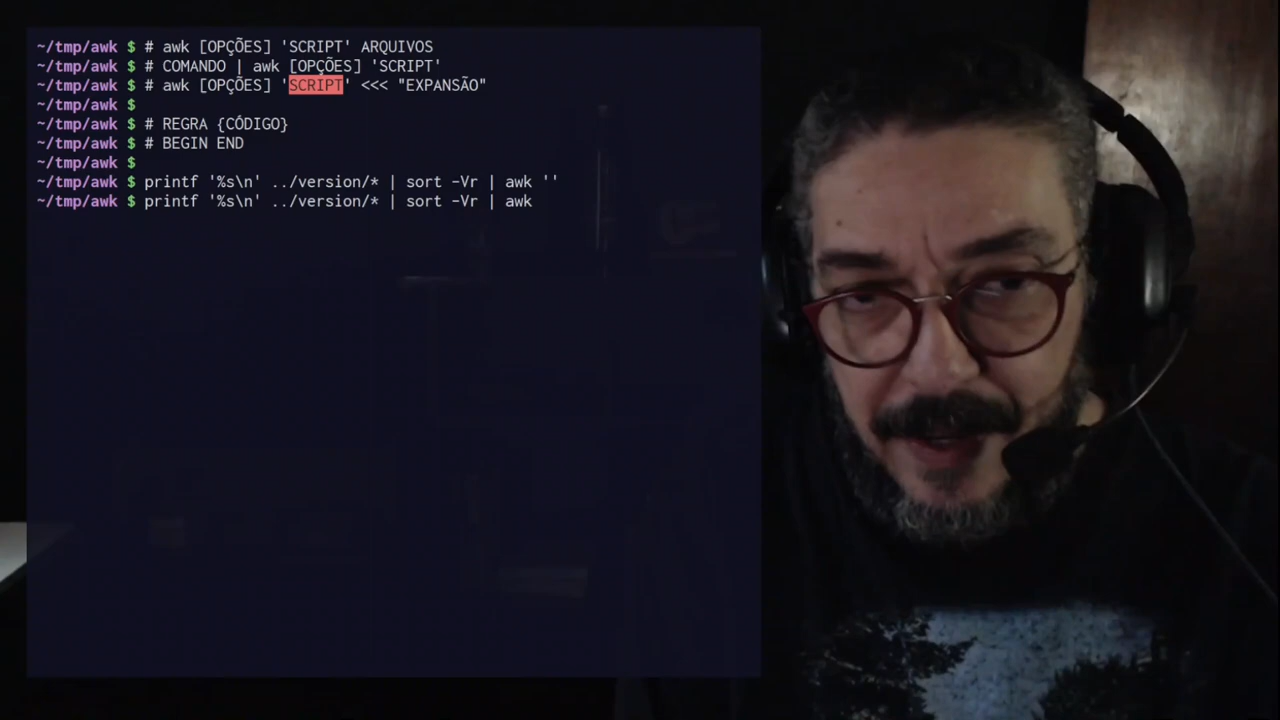 ~/tmp/awk $ # awk [OPÇÕES] 'SCRIPT' ARQUIVOS
~/tmp/awk $ # COMANDO | awk [OPÇÕES] 'SCRIPT'
~/tmp/awk $ # awk [OPÇÕES] 'SCRIPT' <<< "EXPANSÃO"
~/tmp/awk $
~/tmp/awk $ # REGRA {CÓDIGO}
~/tmp/awk $ # BEGIN END
~/tmp/awk $
~/tmp/awk $ printf '%s\n' ../version/* | sort -Vr | awk ''
~/tmp/awk $ printf '%s\n' ../version/* | sort -Vr | awk